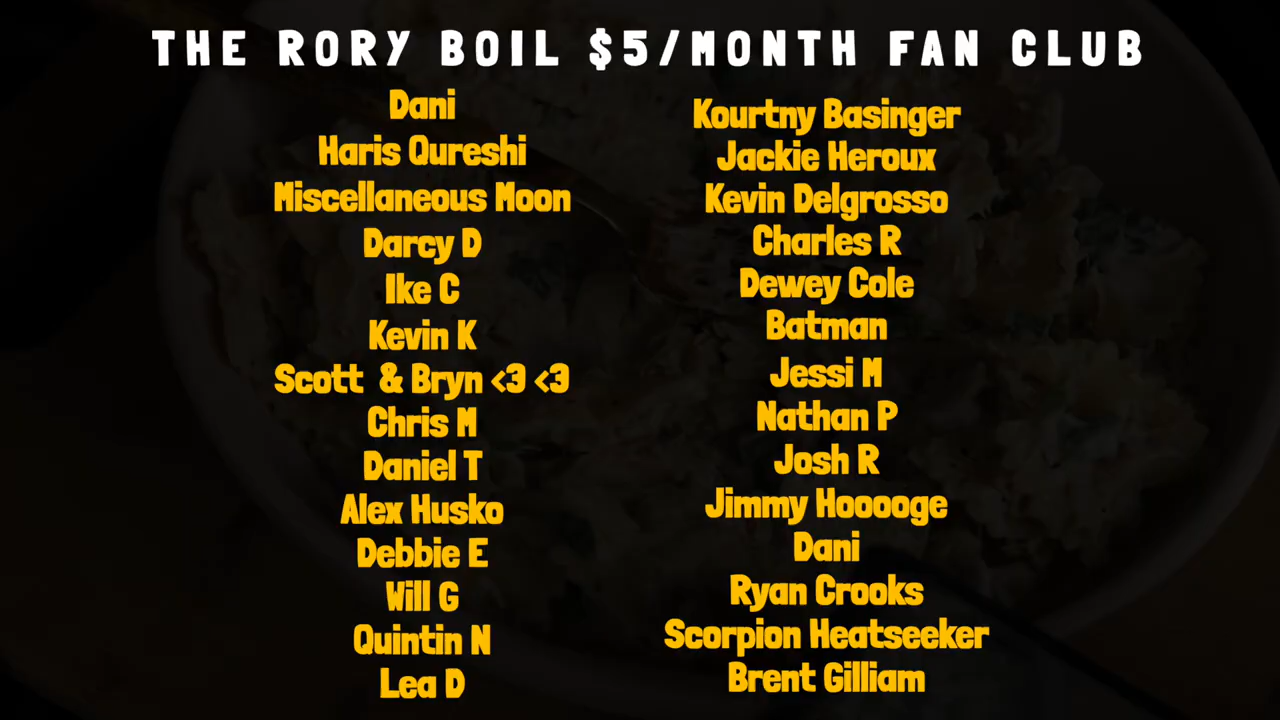 THE RORY BOIL $5/MONTH FAN CLUB
Dani
Haris Qureshi
Miscellaneous Moon
Darcy D
Ike C
Kevin K
Scott & Bryn <3 <3
Chris M
Daniel T
Alex Husko
Debbie E
Will G
Quintin N
Lea D
Kourtny Basinger
Jackie Heroux
Kevin Delgrosso
Charles R
Dewey Cole
Batman
Jessi M
Nathan P
Josh R
Jimmy Hooooge
Dani
Ryan Crooks
Scorpion Heatseeker
Brent Gilliam